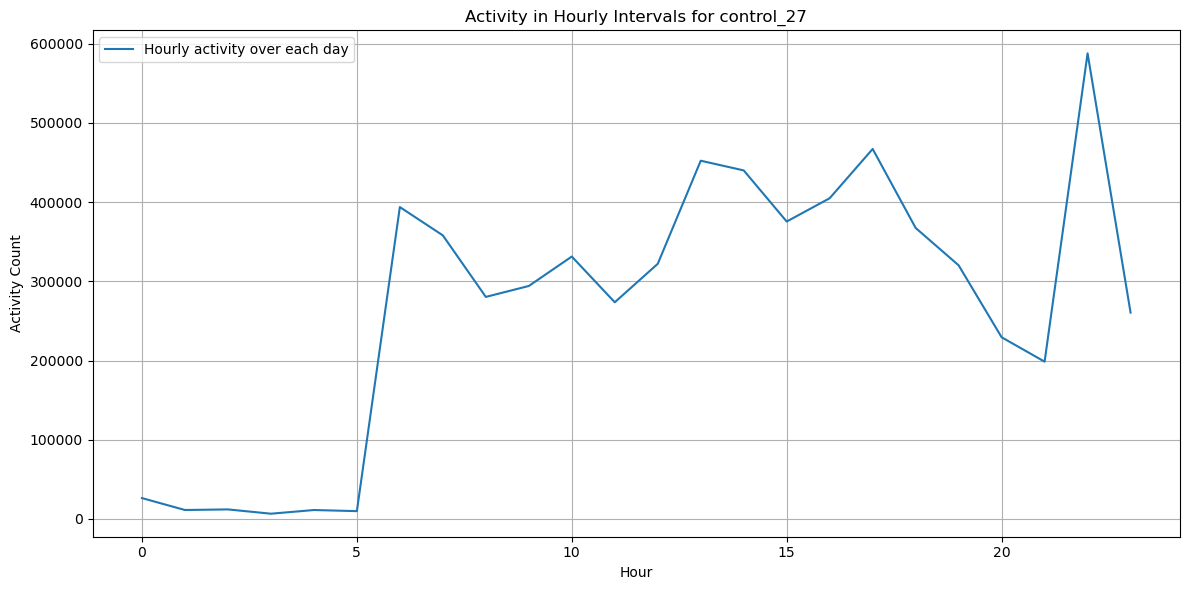 Activity in Hourly Intervals for control_27
Hourly activity over each day
600000
500000
400000
300000
200000
100000
0
Activity Count
0 5 10 15 20
Hour